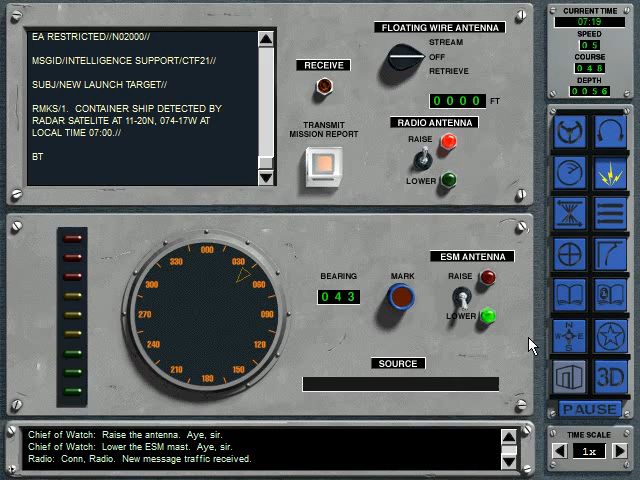 EA RESTRICTED//N02000//
MSGID/INTELLIGENCE SUPPORT/CTF21//
SUBJ/NEW LAUNCH TARGET//
RMKS/1. CONTAINER SHIP DETECTED BY
RADAR SATELITE AT 11-20N, 074-17W AT
LOCAL TIME 07:00.//
BT
RECEIVE
TRANSMIT
MISSION REPORT
FLOATING WIRE ANTENNA
STREAM
OFF
RETRIEVE
0000 FT
RADIO ANTENNA
RAISE
LOWER
CURRENT TIME
07:19
SPEED
05
COURSE
048
DEPTH
0056
000
030
060
090
120
150
180
210
240
270
300
330
BEARING
043
MARK
ESM ANTENNA
RAISE
LOWER
SOURCE
N
W E
S
3D
PAUSE
TIME SCALE
1x
Chief of Watch: Raise the antenna. Aye, sir.
Chief of Watch: Lower the ESM mast. Aye, sir.
Radio: Conn, Radio. New message traffic received.